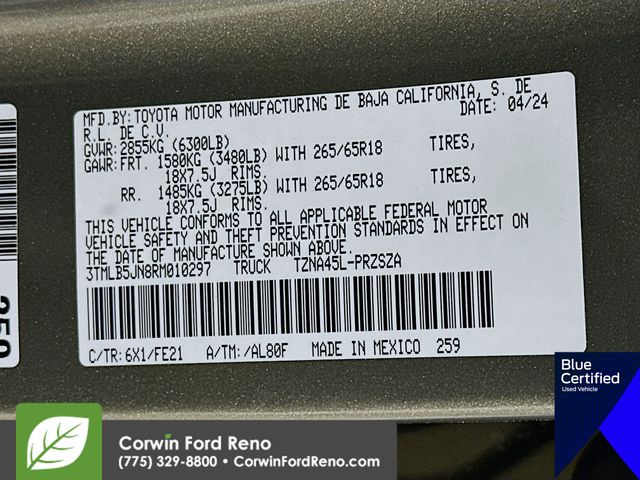 MFD.BY: TOYOTA MOTOR MANUFACTURING DE BAJA CALIFORNIA, S. DE
R.L. DE C.V. DATE: 04/24
GVWR: 2855KG (6300LB)
GAWR: FRT. 1580KG (3480LB) WITH 265/65R18 TIRES,
18X7.5J RIMS.
RR. 1485KG (3275LB) WITH 265/65R18 TIRES,
18X7.5J RIMS.
THIS VEHICLE CONFORMS TO ALL APPLICABLE FEDERAL MOTOR
VEHICLE SAFETY AND THEFT PREVENTION STANDARDS IN EFFECT ON
THE DATE OF MANUFACTURE SHOWN ABOVE.
3TMLB5JN8RM010297 TRUCK TZNA45L-PRZSZA
C/TR: 6X1/FE21 A/TM: /AL80F MADE IN MEXICO 259
Blue
Certified
Used Vehicle
Corwin Ford Reno
(775) 329-8800 • CorwinFordReno.com